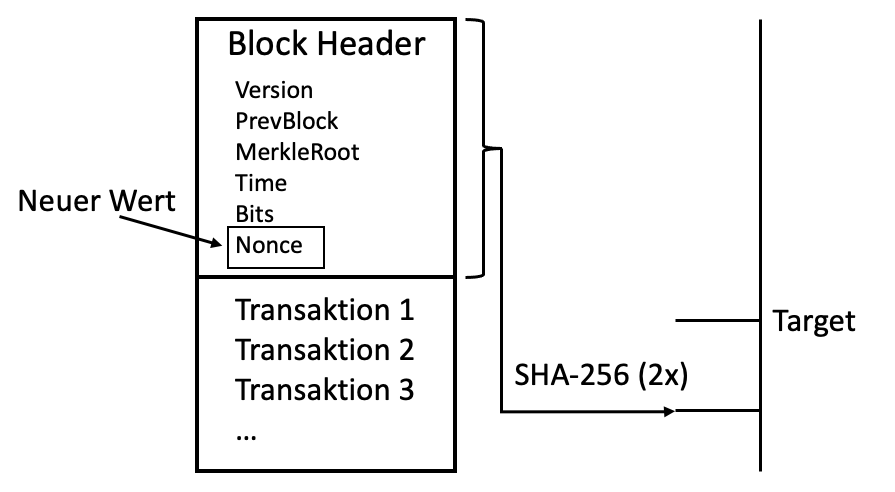 Block Header
Version
PrevBlock
MerkleRoot
Time
Neuer Wert
Bits
Nonce
Transaktion 1
Transaktion 2
Transaktion 3
...
Target
SHA-256 (2x)